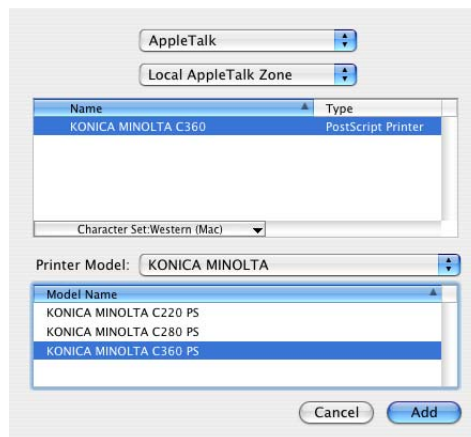 AppleTalk
Local AppleTalk Zone
Name Type
KONICA MINOLTA C360 PostScript Printer
Character Set:Western (Mac)
Printer Model: KONICA MINOLTA
Model Name
KONICA MINOLTA C220 PS
KONICA MINOLTA C280 PS
KONICA MINOLTA C360 PS
Cancel Add